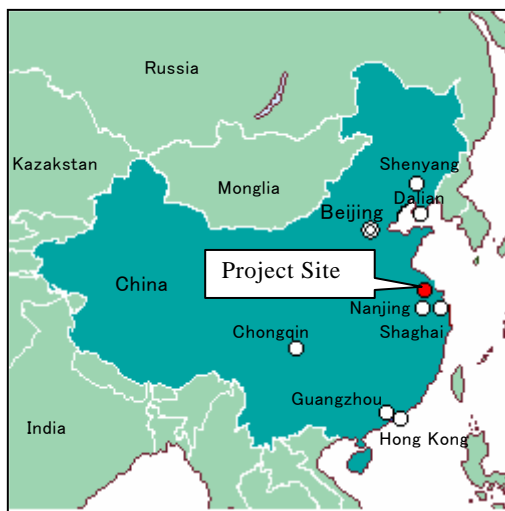 Russia
Kazakstan
Shenyang
Monglia
Dalian
Beijing
Project Site
China
Nanjing
Shaghai
Chongqin
Guangzhou
India
Hong Kong